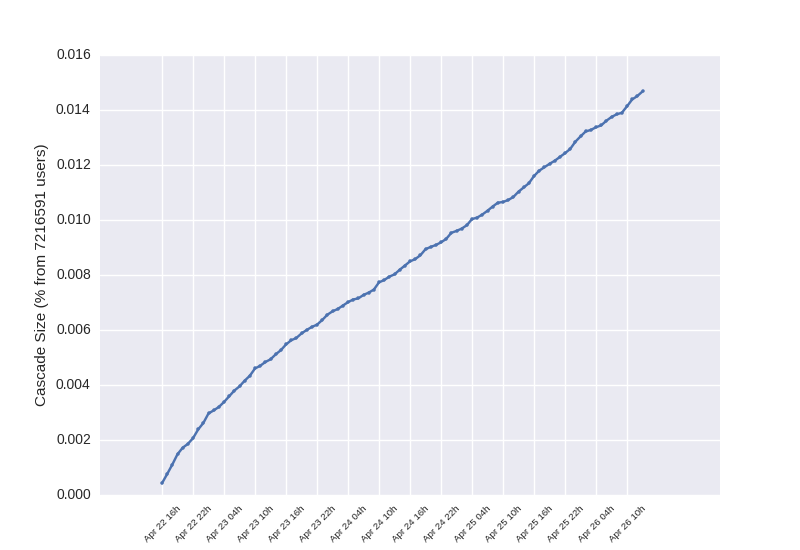 0.016
0.014
0.012
0.010
0.008
0.006
0.004
0.002
0.000
Cascade Size (% from 7216591 users)
Apr 22 16h
Apr 22 22h
Apr 23 04h
Apr 23 10h
Apr 23 16h
Apr 23 22h
Apr 24 04h
Apr 24 10h
Apr 24 16h
Apr 24 22h
Apr 25 04h
Apr 25 10h
Apr 25 16h
Apr 25 22h
Apr 26 04h
Apr 26 10h